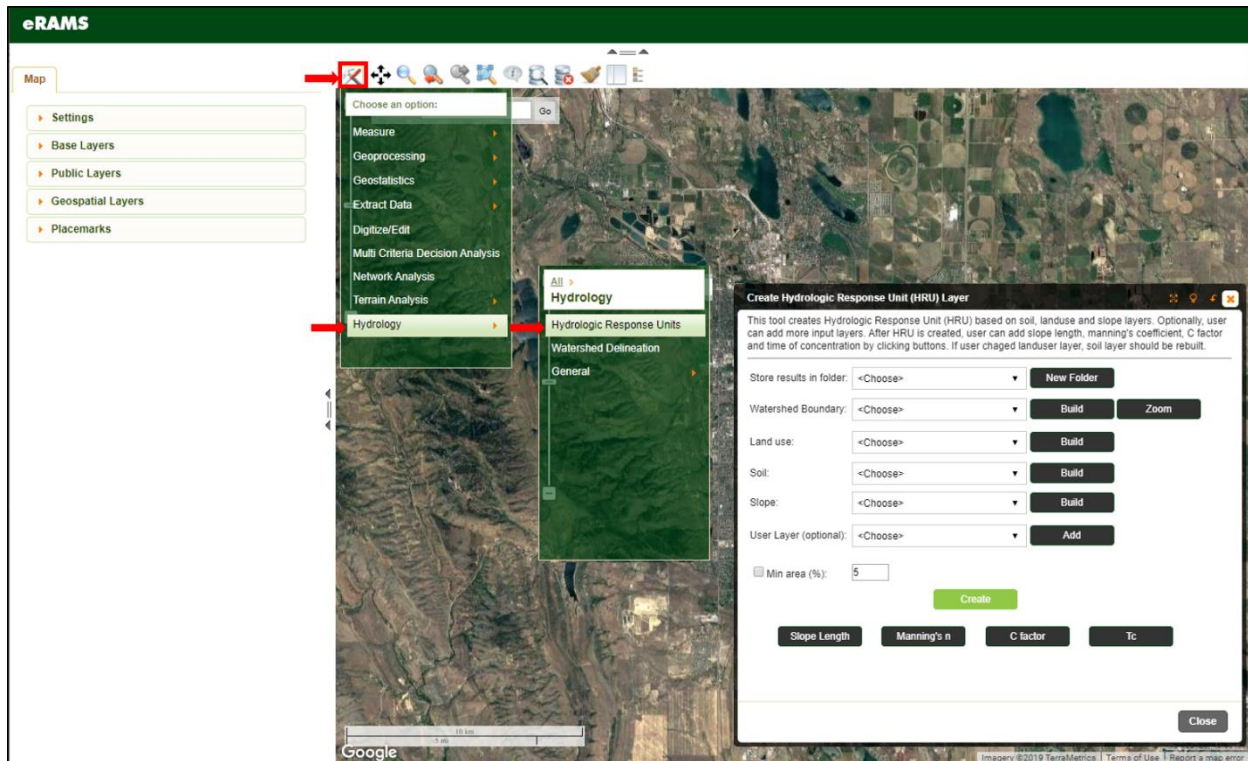 eRAMS
Map
Settings
Base Layers
Public Layers
Geospatial Layers
Placemarks
Choose an option:
Go
Measure
Geoprocessing
Geostatistics
Extract Data
Digitize/Edit
Multi Criteria Decision Analysis
Network Analysis
Terrain Analysis
Hydrology
All >
Hydrology
Hydrologic Response Units
Watershed Delineation
General
Create Hydrologic Response Unit (HRU) Layer
This tool creates Hydrologic Response Unit (HRU) based on soil, landuse and slope layers. Optionally, user
can add more input layers. After HRU is created, user can add slope length, manning's coefficient, C factor
and time of concentration by clicking buttons. If user chaged landuser layer, soil layer should be rebuilt.
Store results in folder: <Choose> New Folder
Watershed Boundary: <Choose> Build Zoom
Land use: <Choose> Build
Soil: <Choose> Build
Slope: <Choose> Build
User Layer (optional): <Choose> Add
Min area (%): 5
Create
Slope Length Manning's n C factor Tc
Close
10 km
5 mi
Google
Imagery ©2019 TerraMetrics Terms of Use Report a map error